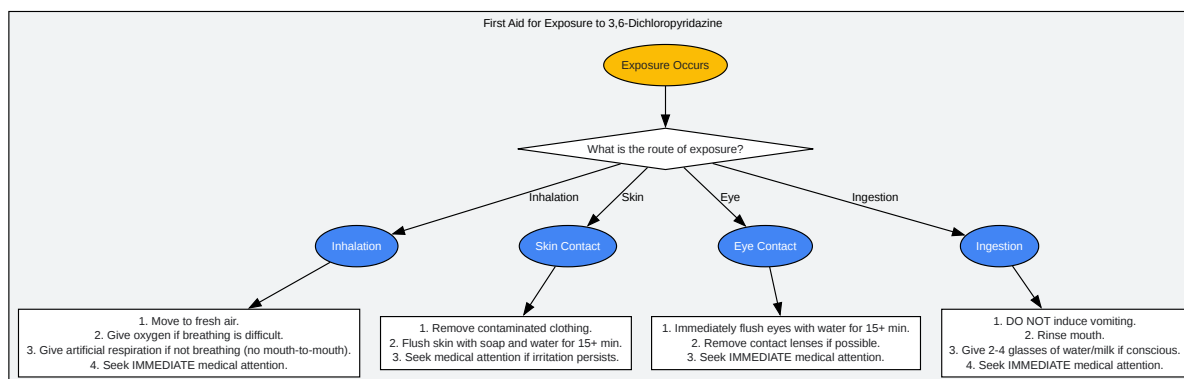 First Aid for Exposure to 3,6-Dichloropyridazine
Exposure Occurs
What is the route of exposure?
Inhalation
Skin
Eye
Ingestion
Inhalation
Skin Contact
Eye Contact
Ingestion
1. Move to fresh air.
2. Give oxygen if breathing is difficult.
3. Give artificial respiration if not breathing (no mouth-to-mouth).
4. Seek IMMEDIATE medical attention.
1. Remove contaminated clothing.
2. Flush skin with soap and water for 15+ min.
3. Seek medical attention if irritation persists.
1. Immediately flush eyes with water for 15+ min.
2. Remove contact lenses if possible.
3. Seek IMMEDIATE medical attention.
1. DO NOT induce vomiting.
2. Rinse mouth.
3. Give 2-4 glasses of water/milk if conscious.
4. Seek IMMEDIATE medical attention.